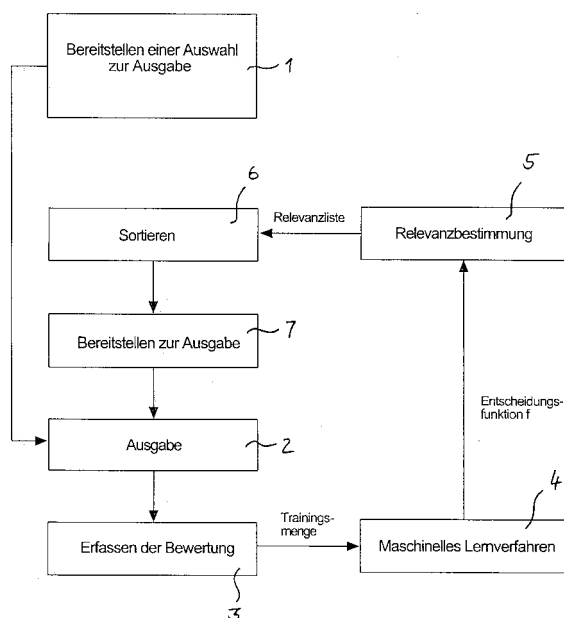 Bereitstellen einer Auswahl
zur Ausgabe
1
6
5
Sortieren
Relevanzliste
Relevanzbestimmung
Bereitstellen zur Ausgabe
7
Entscheidungs-
funktion f
Ausgabe
2
4
Erfassen der Bewertung
Trainings-
menge
Maschinelles Lernverfahren
3